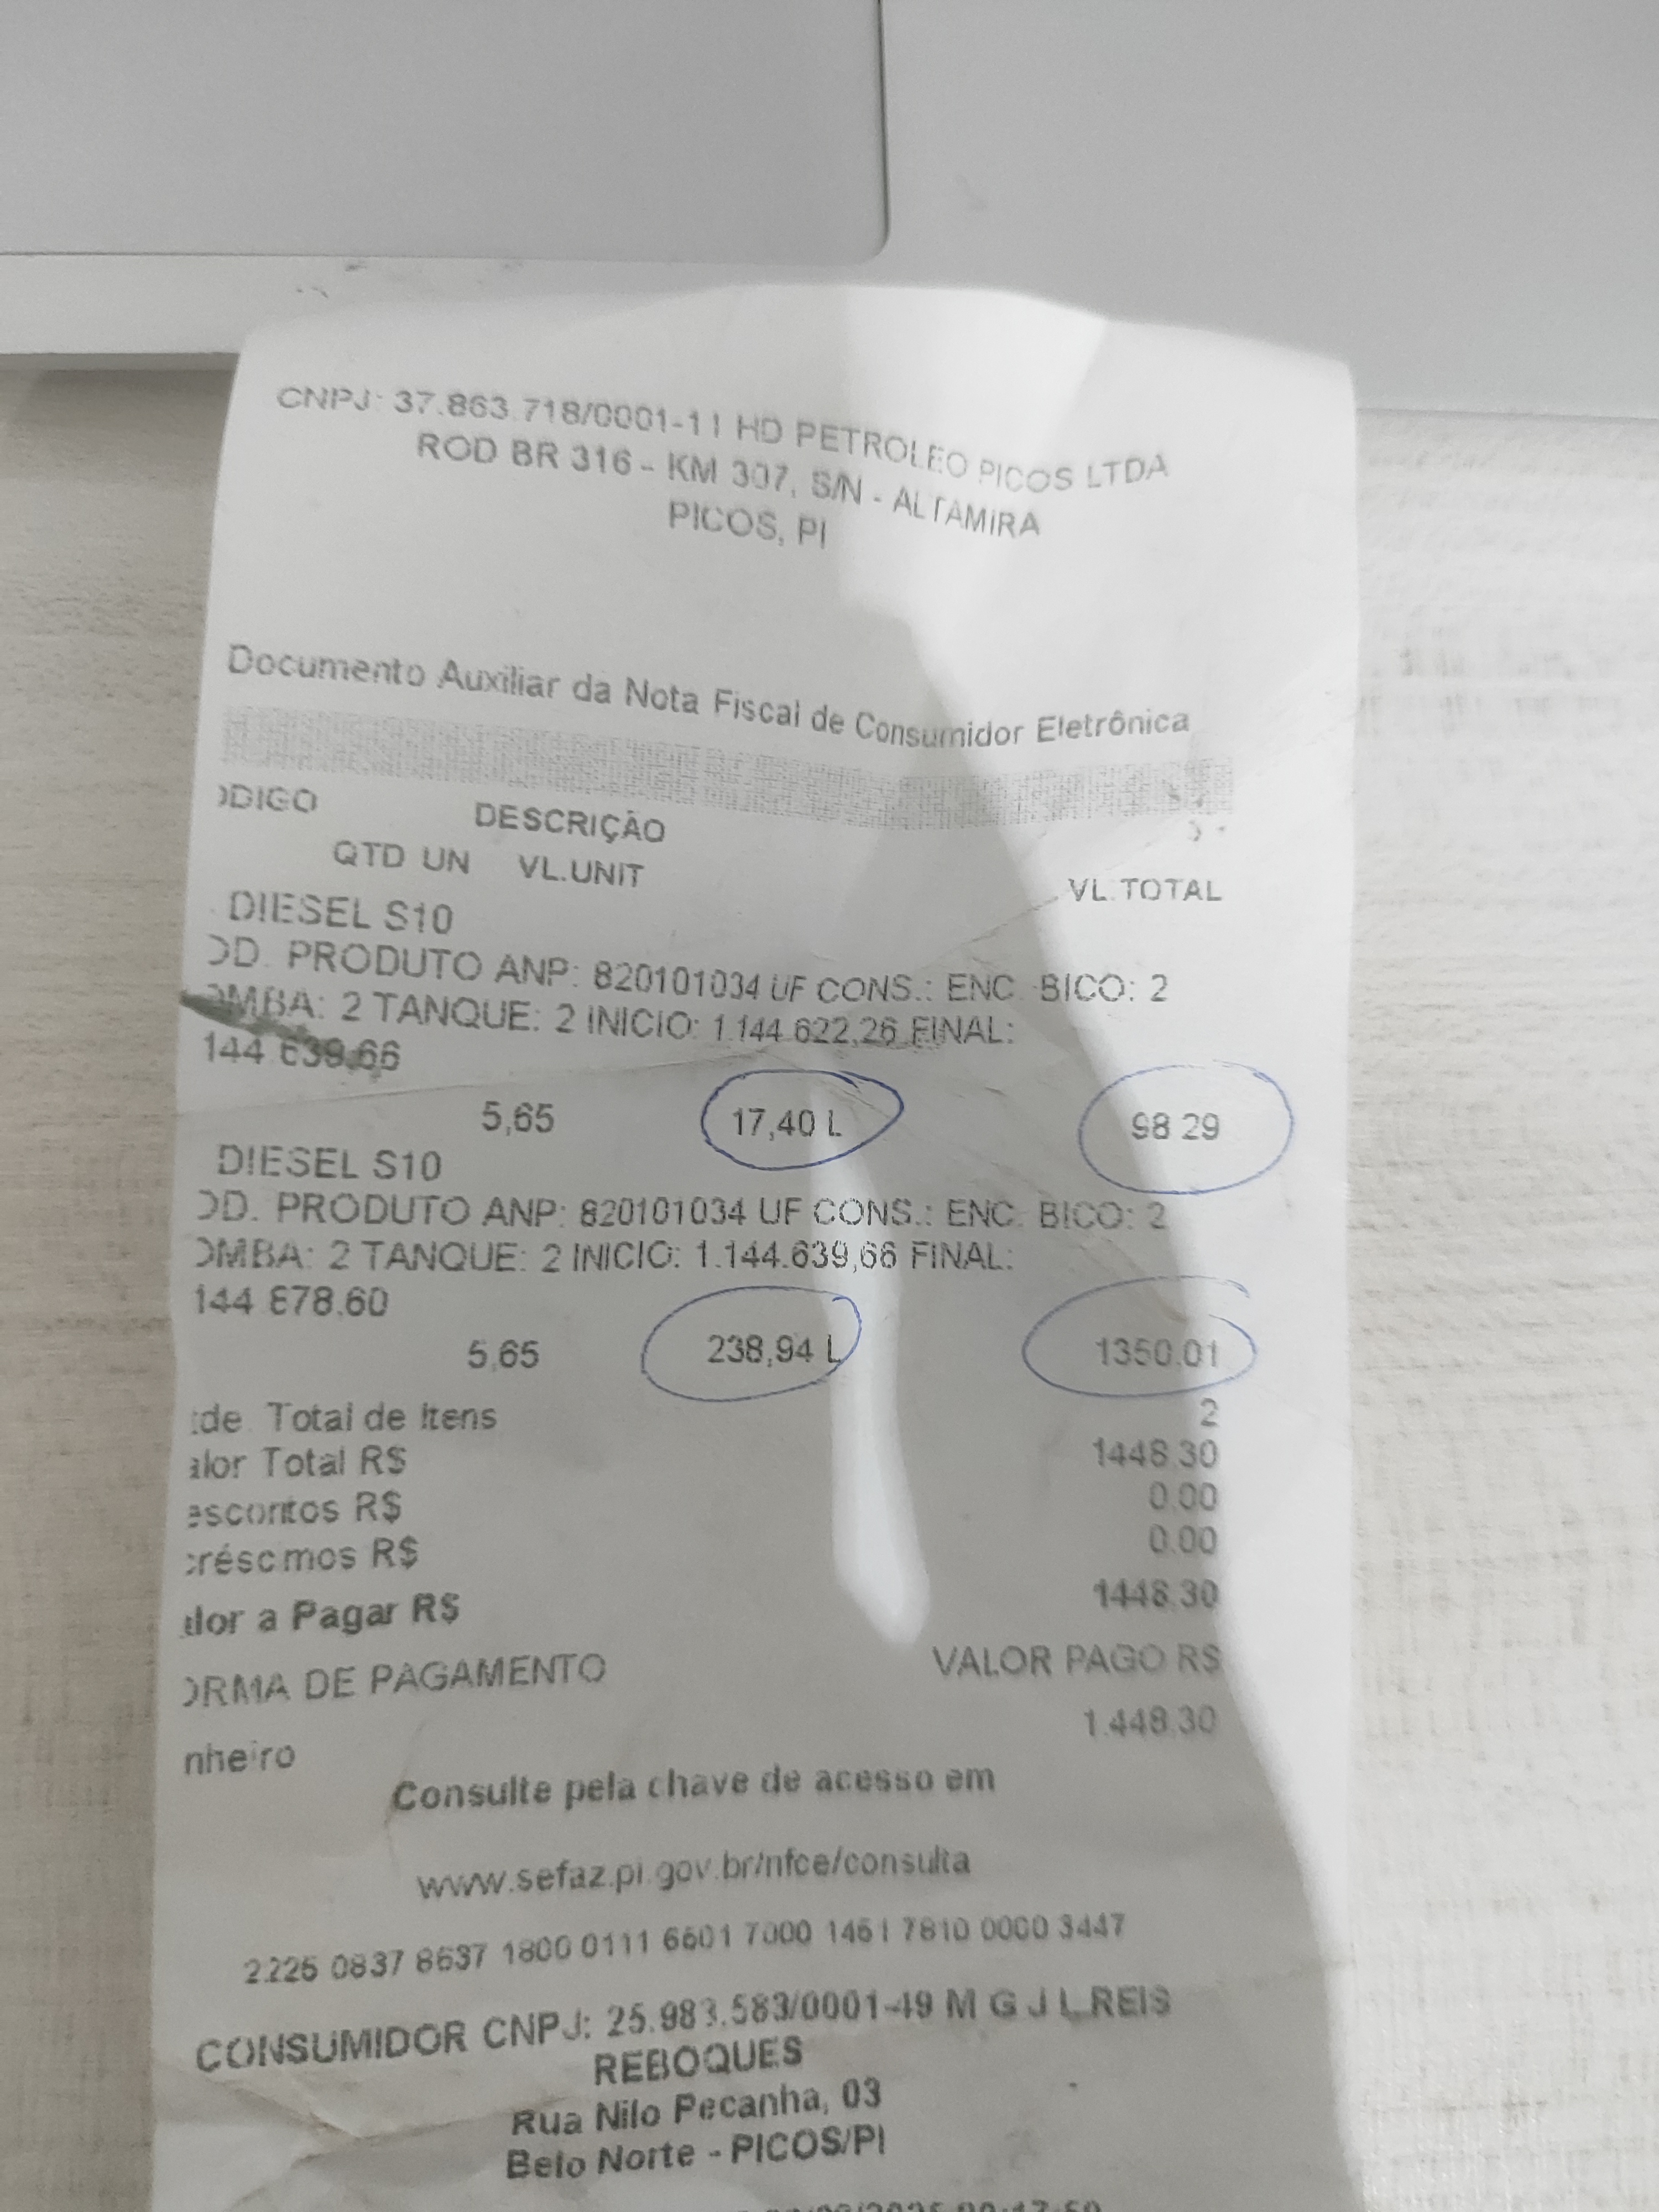 CNPJ: 37.863.718/0001-11 HD PETROLEO PICOS LTDA
ROD BR 316 - KM 307, S/N - ALTAMIRA
PICOS, PI
Documento Auxiliar da Nota Fiscal de Consumidor Eletrônica
ODIGO DESCRIÇÃO
QTD UN VL.UNIT VL.TOTAL
DIESEL S10
OD. PRODUTO ANP: 820101034 UF CONS.: ENC. BICO: 2
OMBA: 2 TANQUE: 2 INICIO: 1.144.622,26 FINAL:
144 639.66
5,65 17,40 L 98.29
DIESEL S10
OD. PRODUTO ANP: 820101034 UF CONS.: ENC. BICO: 2
OMBA: 2 TANQUE: 2 INICIO: 1.144.639,66 FINAL:
144 878.60
5,65 238,94 L 1350.01
tde. Total de Itens 2
alor Total R$ 1448.30
escontos R$ 0.00
créscimos R$ 0.00
alor a Pagar R$ 1448.30
ORMA DE PAGAMENTO VALOR PAGO R$
nheiro 1.448.30
Consulte pela chave de acesso em
www.sefaz.pi.gov.br/nfce/consulta
2225 0837 8637 1800 0111 6601 7000 1461 7810 0000 3447
CONSUMIDOR CNPJ: 25.983.583/0001-49 M G J L REIS
REBOQUES
Rua Nilo Pecanha, 03
Belo Norte - PICOS/PI